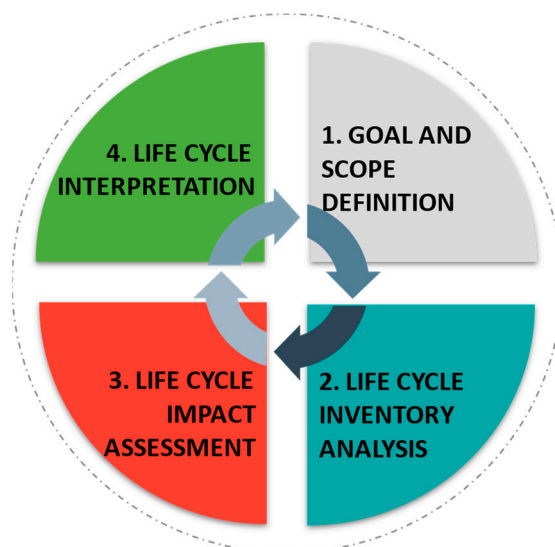 1. GOAL AND
SCOPE
DEFINITION
2. LIFE CYCLE
INVENTORY
ANALYSIS
3. LIFE CYCLE
IMPACT
ASSESSMENT
4. LIFE CYCLE
INTERPRETATION